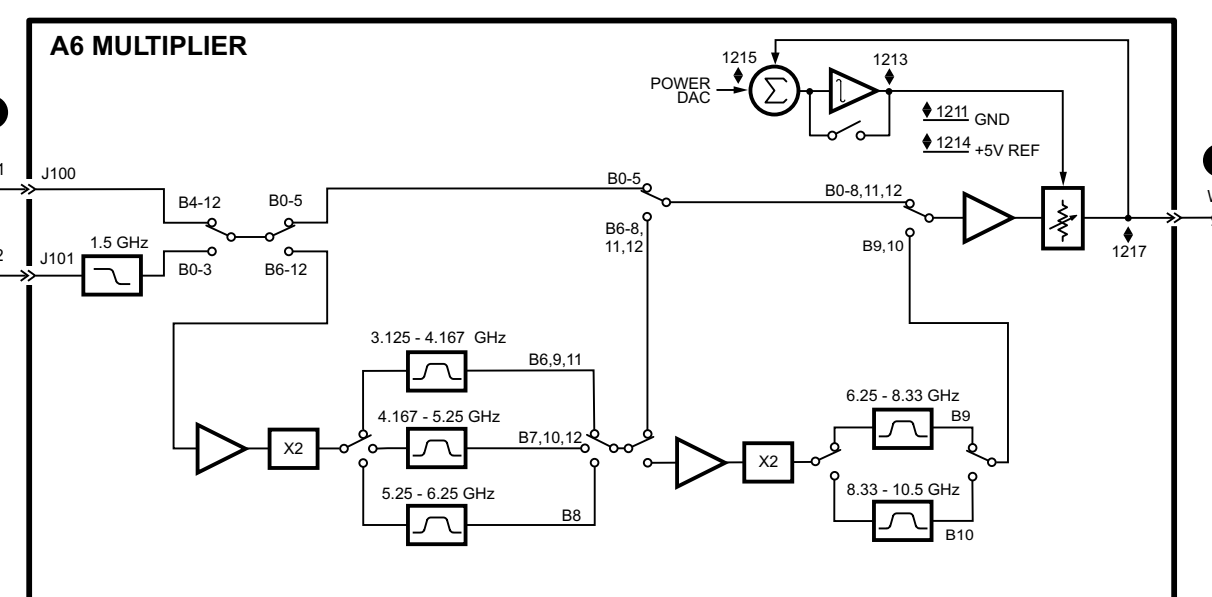 A6 MULTIPLIER
1215
1213
POWER
DAC
Σ
1211 GND
1214 +5V REF
J100
B4-12
B0-5
B0-5
B0-8,11,12
1.5 GHz
B6-8,
11,12
B9,10
1217
J101
B0-3
B6-12
3.125 - 4.167 GHz
B6,9,11
4.167 - 5.25 GHz
B7,10,12
X2
5.25 - 6.25 GHz
B8
6.25 - 8.33 GHz
B9
X2
8.33 - 10.5 GHz
B10